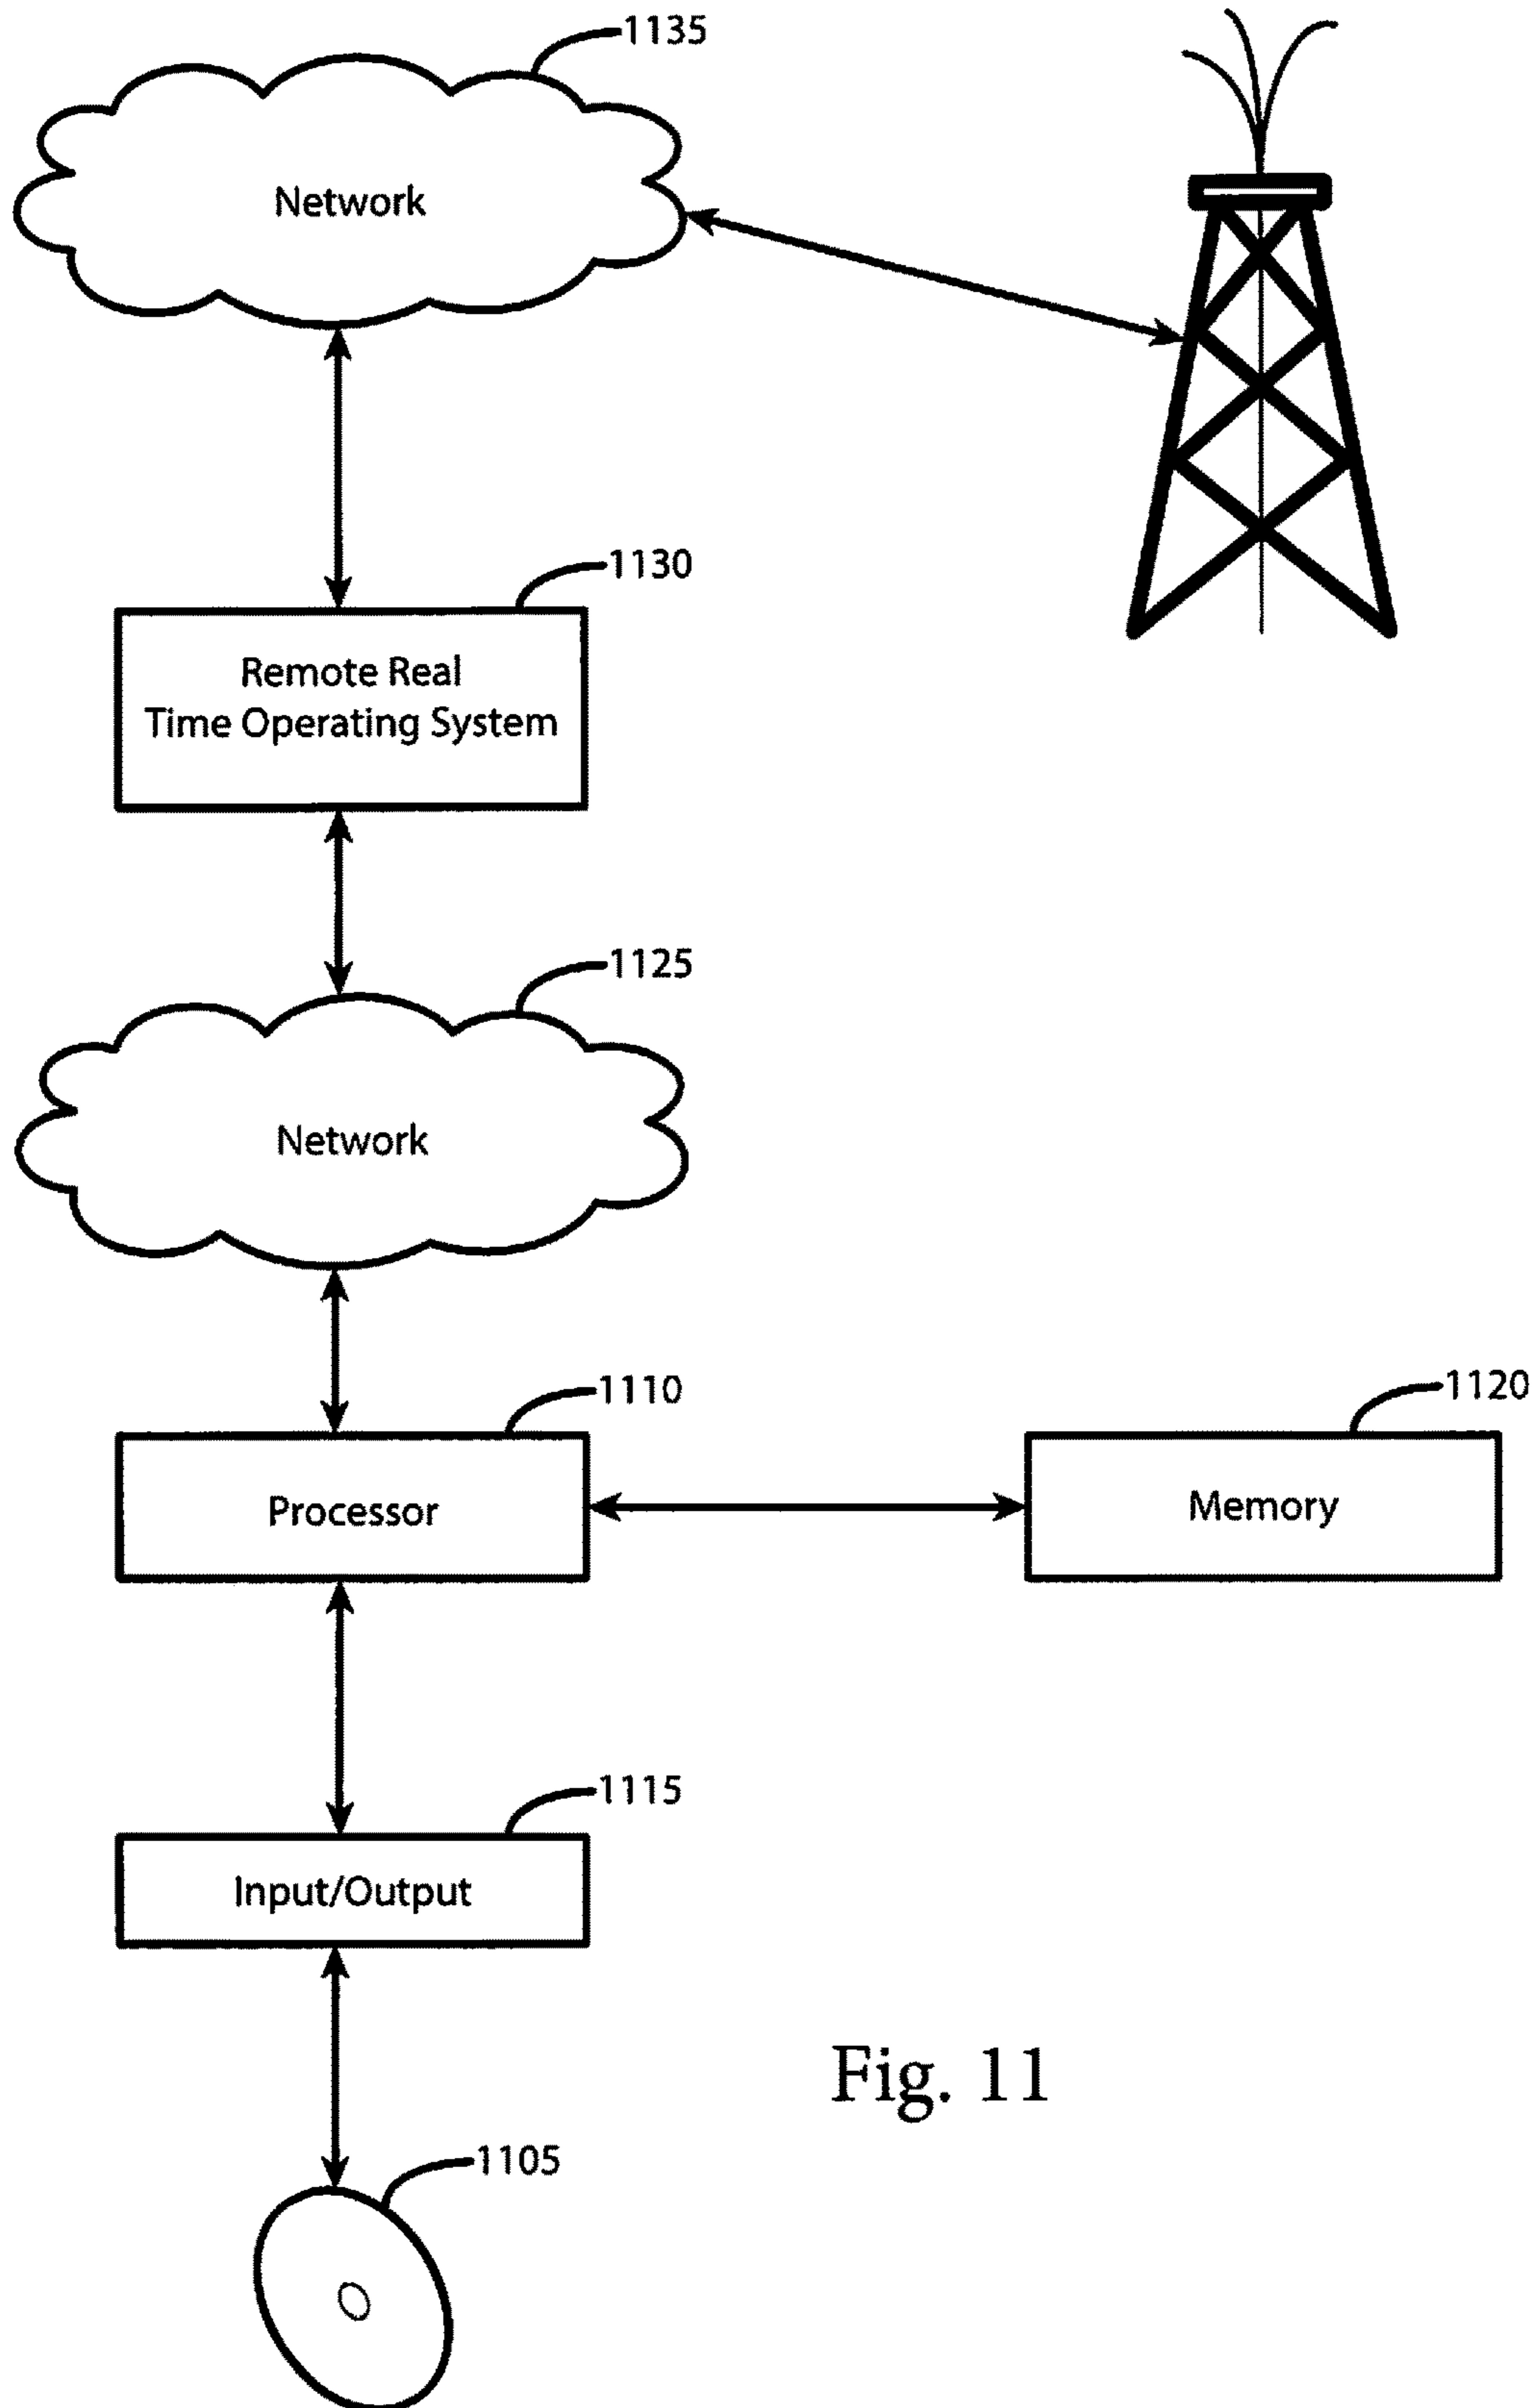 1135
Network
1130
Remote Real
Time Operating System
1125
Network
1110
Processor
1120
Memory
1115
Input/Output
Fig. 11
1105